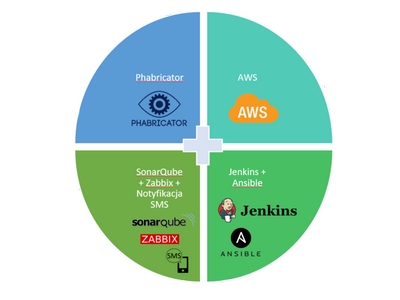 Phabricator
PHABRICATOR
AWS
AWS
SonarQube
+ Zabbix +
Notyfikacja
SMS
sonarqube
ZABBIX
SMS
Jenkins +
Ansible
Jenkins
A
ANSIBLE